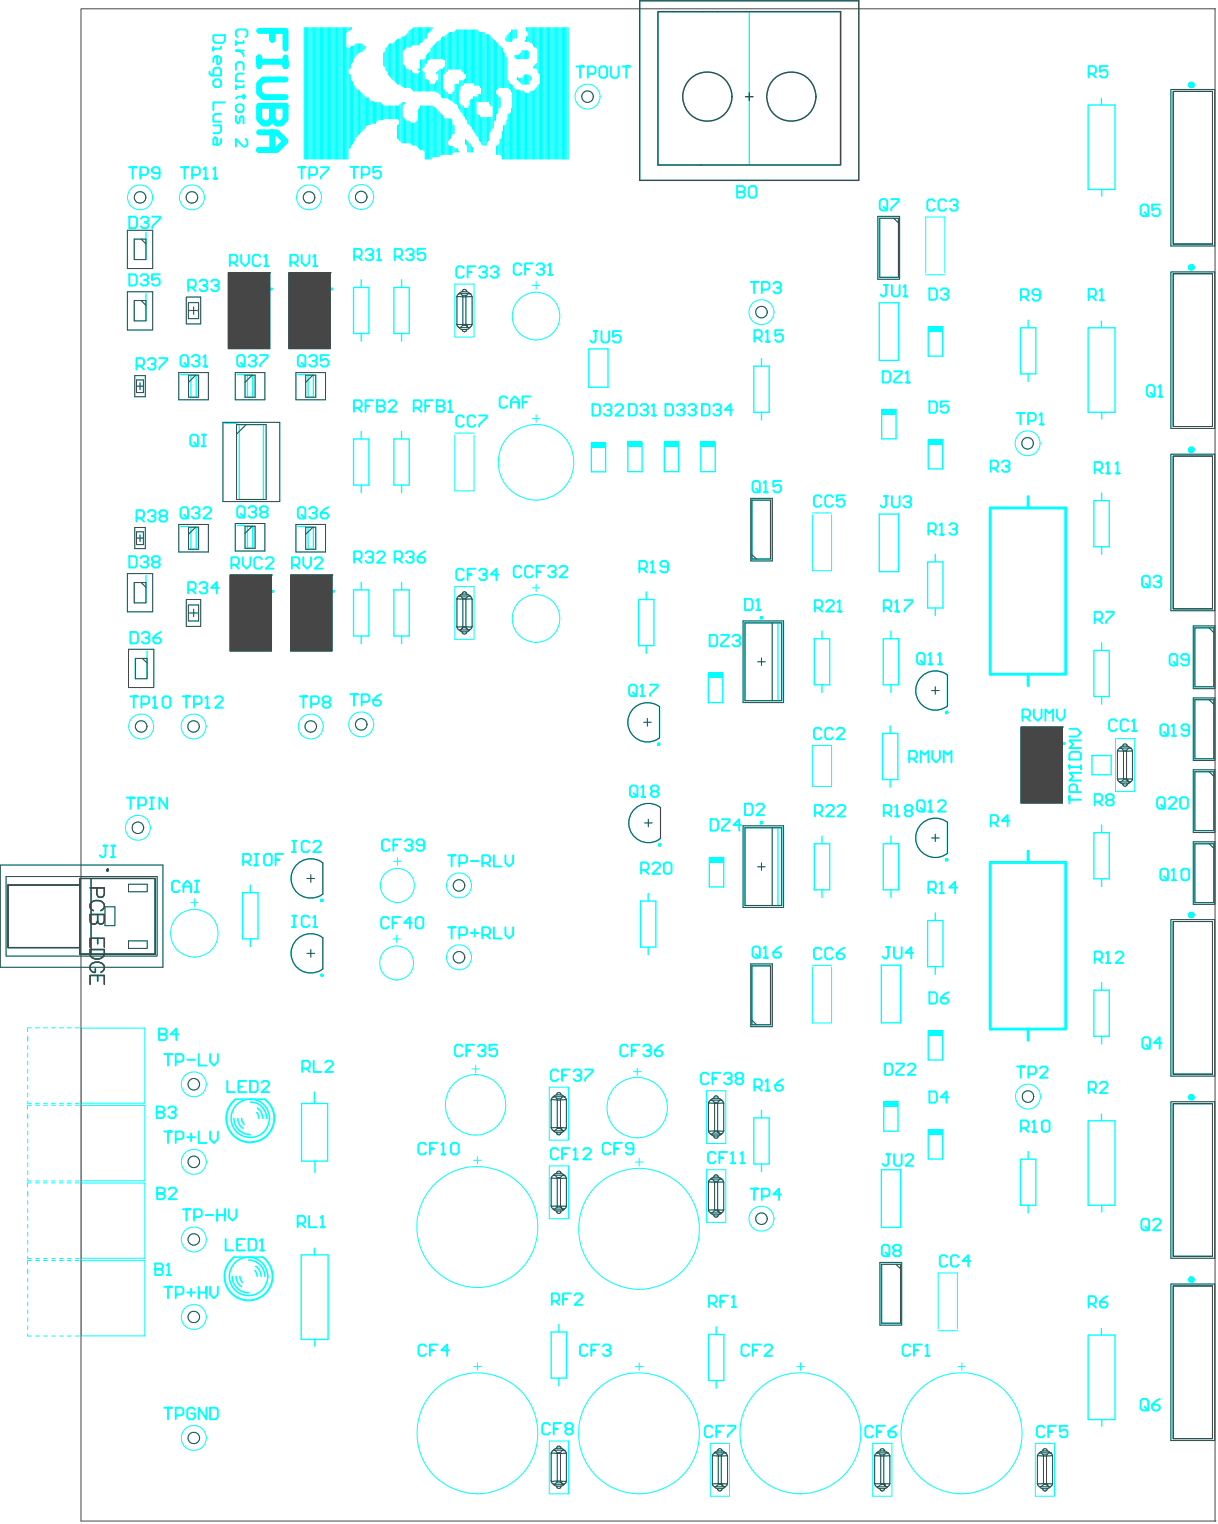 FIUBA
Circuitos 2
Diego Luna
TPOUT
R5
TP9
TP11
TP7
TP5
BO
Q7
CC3
Q5
D37
RVC1
RV1
R31
R35
CF33
CF31
D35
R33
TP3
JU1
D3
R9
R1
JU5
R15
R37
Q31
Q37
Q35
DZ1
Q1
RFB2
RFB1
CC7
CAF
D32
D31
D33
D34
D5
TP1
QI
R3
R11
Q15
CC5
JU3
R38
Q32
Q38
Q36
R13
D38
RVC2
RV2
R32
R36
CF34
CCF32
R19
R34
Q3
D1
R21
R17
R7
D36
DZ3
Q11
Q9
TP10
TP12
TP8
TP6
Q17
RVMV
CC1
Q19
CC2
RMVM
TPMIDMV
TPIN
Q18
D2
R22
R18
Q12
R4
R8
Q20
DZ4
JI
RIOF
IC2
CF39
TP-RLV
R20
Q10
CAI
R14
PCB EDGE
IC1
CF40
TP+RLV
Q16
CC6
JU4
R12
D6
B4
TP-LV
CF35
CF36
Q4
LED2
RL2
CF37
CF38
R16
DZ2
D4
TP2
R2
B3
TP+LV
R10
CF10
CF12
CF9
CF11
JU2
B2
TP-HV
TP4
RL1
Q2
LED1
Q8
CC4
B1
TP+HV
RF2
RF1
R6
CF4
CF3
CF2
CF1
TPGND
Q6
CF8
CF7
CF6
CF5